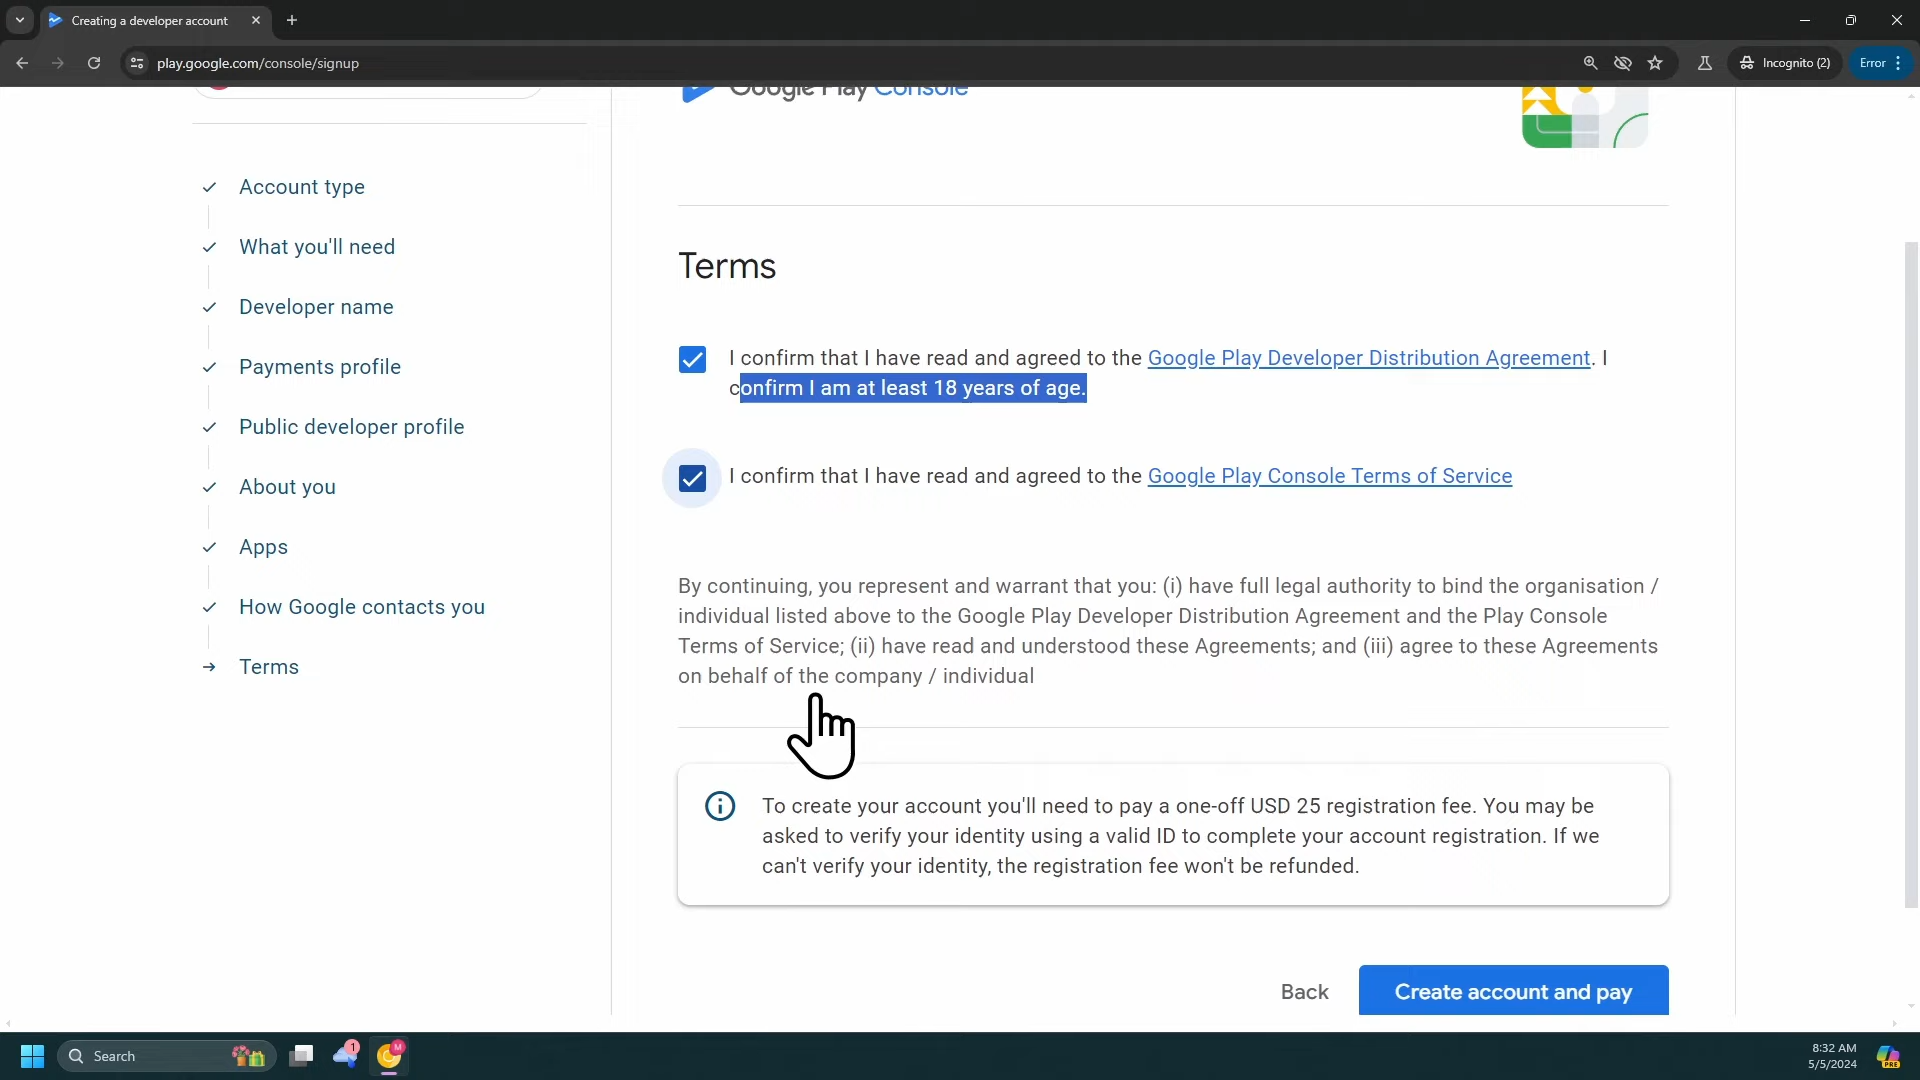 Creating a developer account
play.google.com/console/signup
Incognito (2)
Error
Google Play Console
Account type
What you'll need
Developer name
Payments profile
Public developer profile
About you
Apps
How Google contacts you
Terms
Terms
I confirm that I have read and agreed to the Google Play Developer Distribution Agreement. I
confirm I am at least 18 years of age.
I confirm that I have read and agreed to the Google Play Console Terms of Service
By continuing, you represent and warrant that you: (i) have full legal authority to bind the organisation /
individual listed above to the Google Play Developer Distribution Agreement and the Play Console
Terms of Service; (ii) have read and understood these Agreements; and (iii) agree to these Agreements
on behalf of the company / individual
To create your account you'll need to pay a one-off USD 25 registration fee. You may be
asked to verify your identity using a valid ID to complete your account registration. If we
can't verify your identity, the registration fee won't be refunded.
Back
Create account and pay
Search
1
M
8:32 AM
5/5/2024
PRE